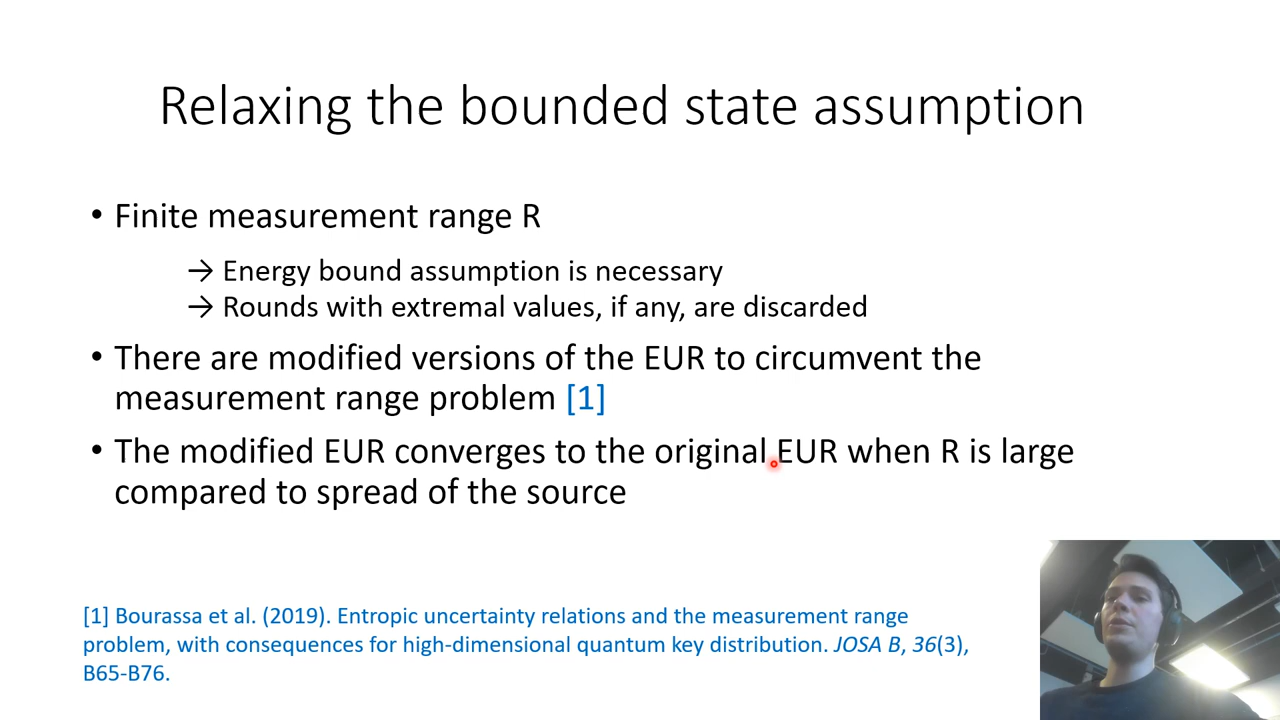 Relaxing the bounded state assumption
• Finite measurement range R
→ Energy bound assumption is necessary
→ Rounds with extremal values, if any, are discarded
• There are modified versions of the EUR to circumvent the
measurement range problem [1]
• The modified EUR converges to the original EUR when R is large
compared to spread of the source
[1] Bourassa et al. (2019). Entropic uncertainty relations and the measurement range
problem, with consequences for high-dimensional quantum key distribution. JOSA B, 36(3),
B65-B76.